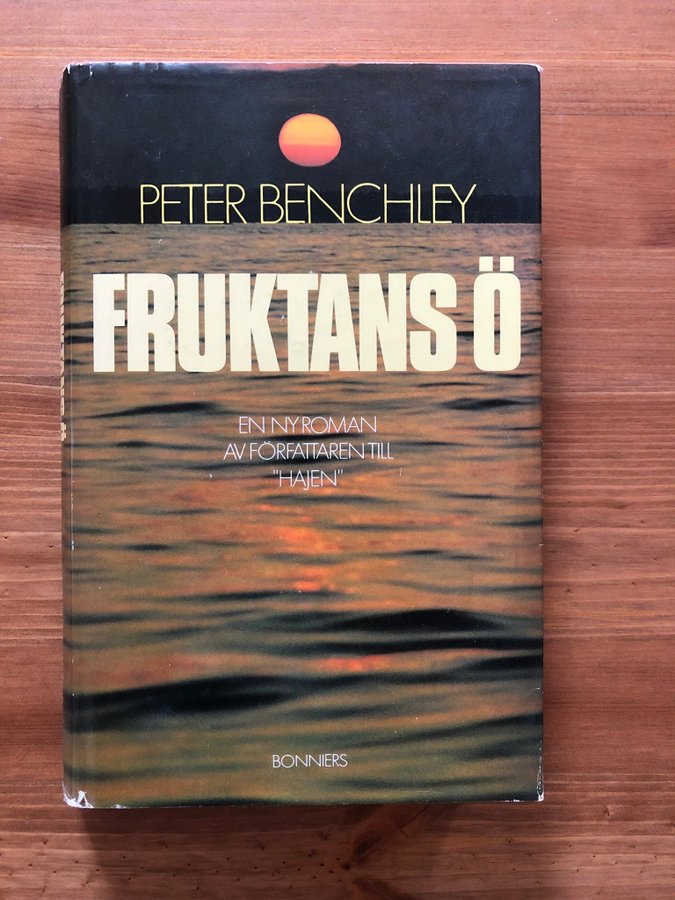 PETER BENCHLEY
FRUKTANS Ö
EN NY ROMAN
AV FÖRFATTAREN TILL
"HAJEN"
BONNIERS